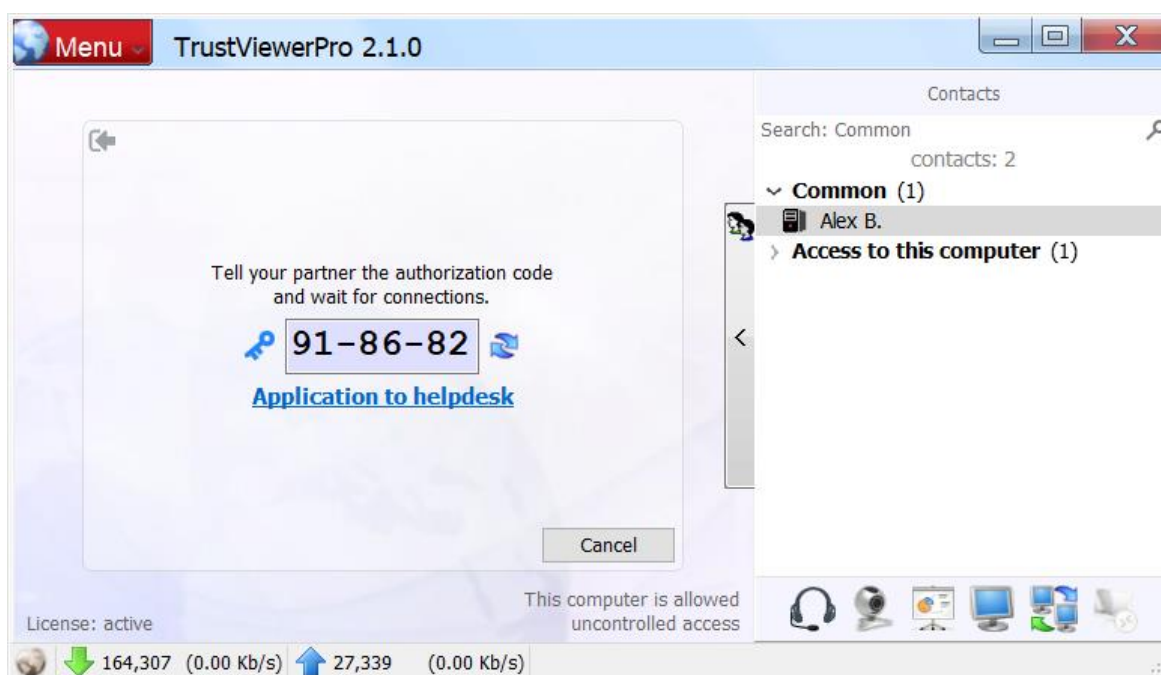 Menu
TrustViewerPro 2.1.0
Tell your partner the authorization code
and wait for connections.
91-86-82
Application to helpdesk
Cancel
This computer is allowed
uncontrolled access
License: active
Contacts
Search: Common
contacts: 2
Common (1)
Alex B.
Access to this computer (1)
164,307 (0.00 Kb/s) 27,339 (0.00 Kb/s)